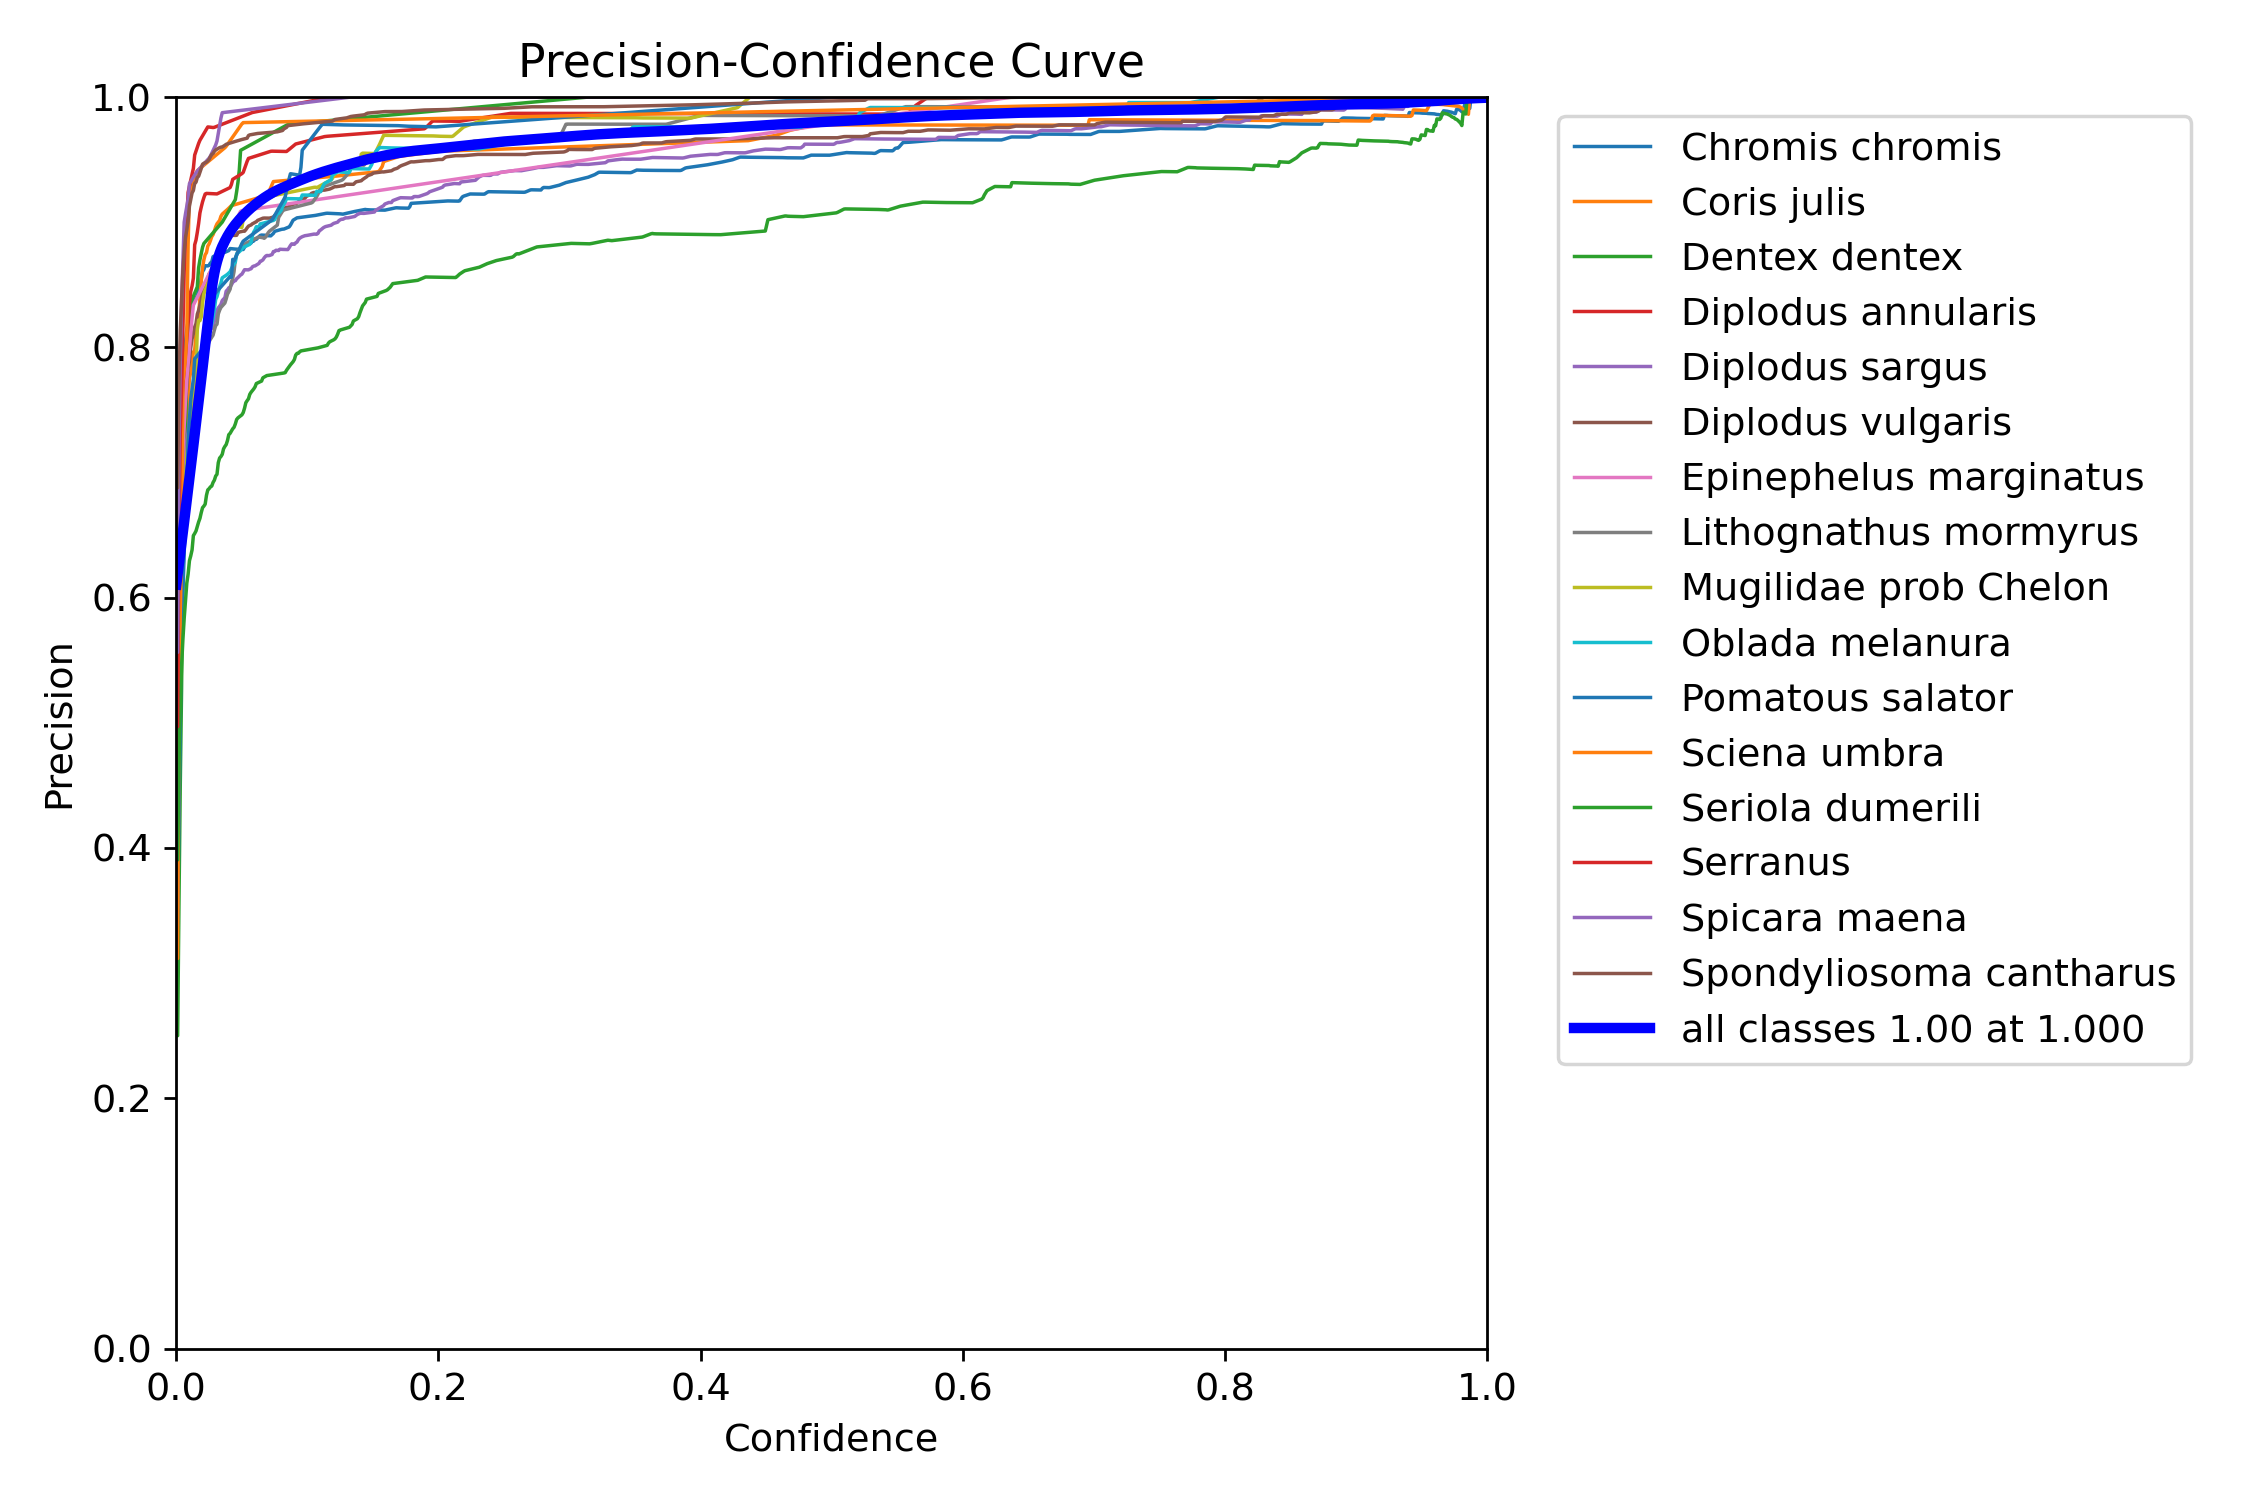 Precision-Confidence Curve
1.0
0.8
0.6
0.4
0.2
0.0
Precision
0.0 0.2 0.4 0.6 0.8 1.0
Confidence
Chromis chromis
Coris julis
Dentex dentex
Diplodus annularis
Diplodus sargus
Diplodus vulgaris
Epinephelus marginatus
Lithognathus mormyrus
Mugilidae prob Chelon
Oblada melanura
Pomatous salator
Sciena umbra
Seriola dumerili
Serranus
Spicara maena
Spondyliosoma cantharus
all classes 1.00 at 1.000